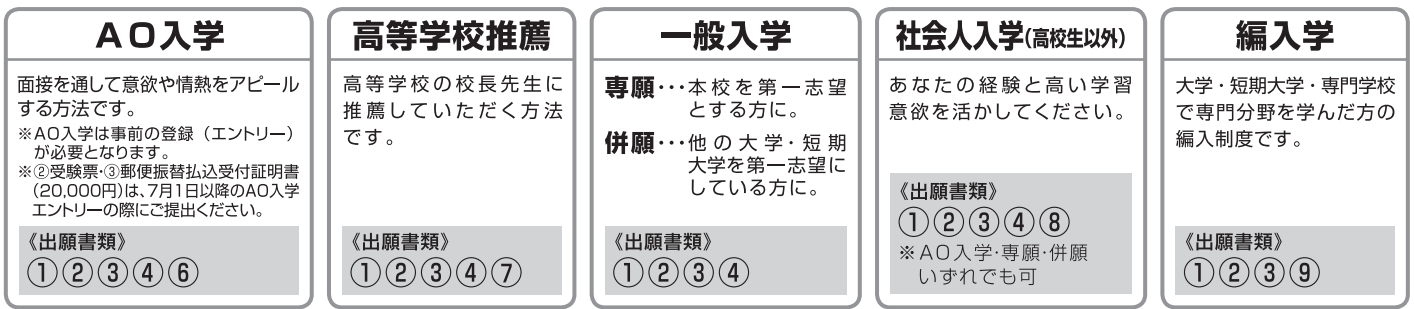 AO入学
面接を通して意欲や情熱をアピール
する方法です。
※AO入学は事前の登録（エントリー）
が必要となります。
※②受験票･③郵便振替払込受付証明書
（20,000円）は、7月1日以降のAO入学
エントリーの際にご提出ください。
《出願書類》
①②③④⑥
高等学校推薦
高等学校の校長先生に
推薦していただく方法
です。
《出願書類》
①②③④⑦
一般入学
専願･･･本校を第一志望
とする方に。
併願･･･他の大学･短期
大学を第一志望に
している方に。
《出願書類》
①②③④
社会人入学(高校生以外)
あなたの経験と高い学習
意欲を活かしてください。
《出願書類》
①②③④⑧
※AO入学･専願･併願
いずれでも可
編入学
大学・短期大学・専門学校
で専門分野を学んだ方の
編入制度です。
《出願書類》
①②③⑨